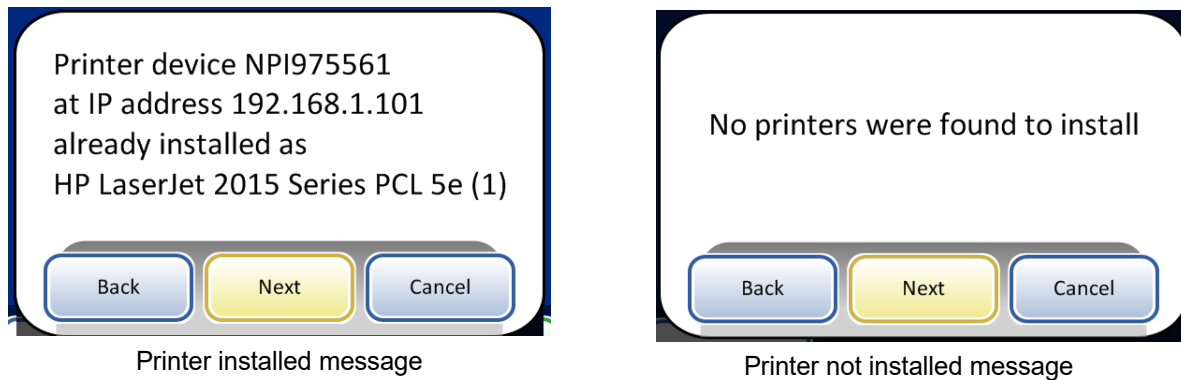 Printer device NPI975561
at IP address 192.168.1.101
already installed as
HP LaserJet 2015 Series PCL 5e (1)
Back
Next
Cancel
Printer installed message
No printers were found to install
Back
Next
Cancel
Printer not installed message